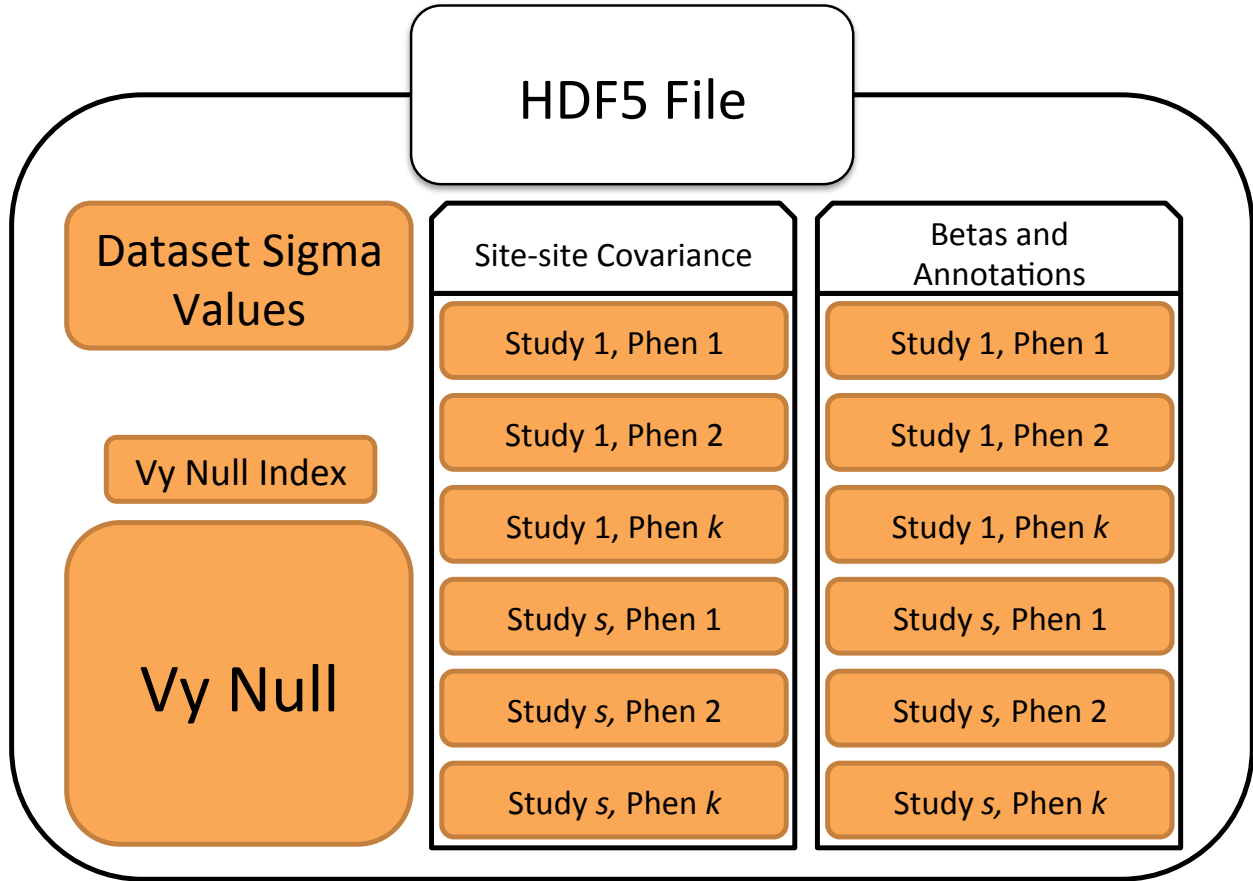 HDF5 File
Dataset Sigma
Values
Vy Null Index
Vy Null
Site-site Covariance
Study 1, Phen 1
Study 1, Phen 2
Study 1, Phen k
Study s, Phen 1
Study s, Phen 2
Study s, Phen k
Betas and
Annotations
Study 1, Phen 1
Study 1, Phen 2
Study 1, Phen k
Study s, Phen 1
Study s, Phen 2
Study s, Phen k